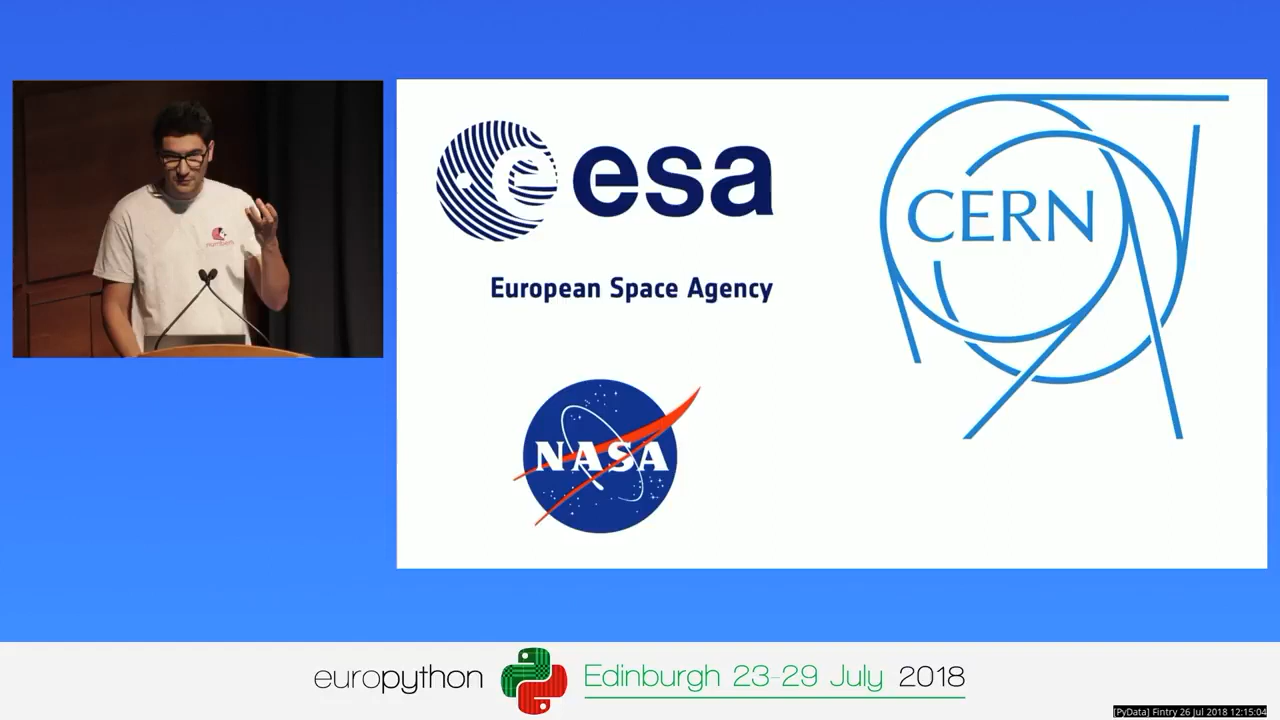 esa
European Space Agency
CERN
NASA
europython
Edinburgh 23-29 July 2018
[PyData] Fintry 26 Jul 2018 12:15:04